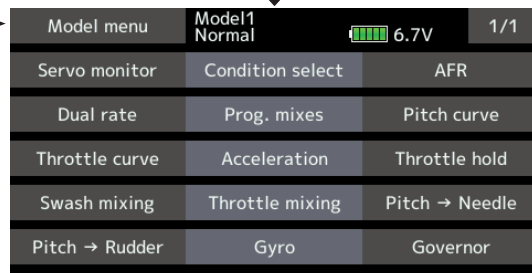 Model menu
Model1
Normal
6.7V
1/1
Servo monitor
Condition select
AFR
Dual rate
Prog. mixes
Pitch curve
Throttle curve
Acceleration
Throttle hold
Swash mixing
Throttle mixing
Pitch → Needle
Pitch → Rudder
Gyro
Governor